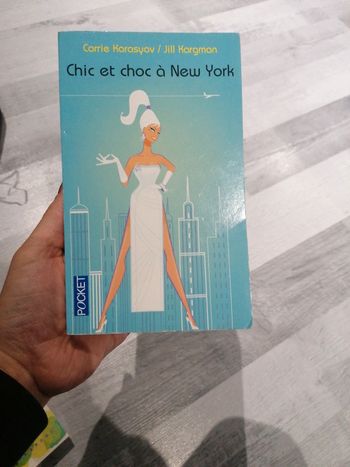 Carrie Karasyov / Jill Kargman
Chic et choc à New York
POCKET